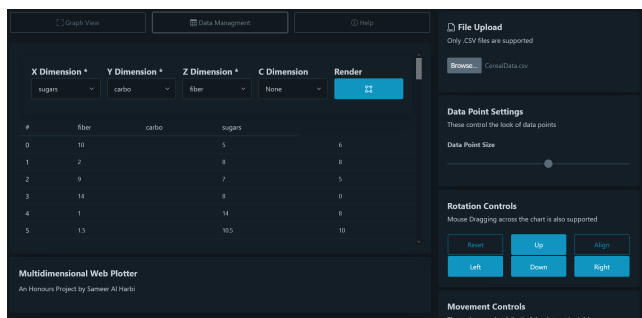 Graph View
Data Managment
Help
X Dimension * Y Dimension * Z Dimension * C Dimension Render
sugars carbo fiber None
# fiber carbo sugars
0 10 5 6
1 2 8 8
2 9 7 5
3 14 8 0
4 1 14 8
5 1.5 10.5 10
Multidimensional Web Plotter
An Honours Project by Sameer Al Harbi
File Upload
Only .CSV files are supported
Browse... CerealData.csv
Data Point Settings
These control the look of data points
Data Point Size
Rotation Controls
Mouse Dragging across the chart is also supported
Reset Up Align
Left Down Right
Movement Controls